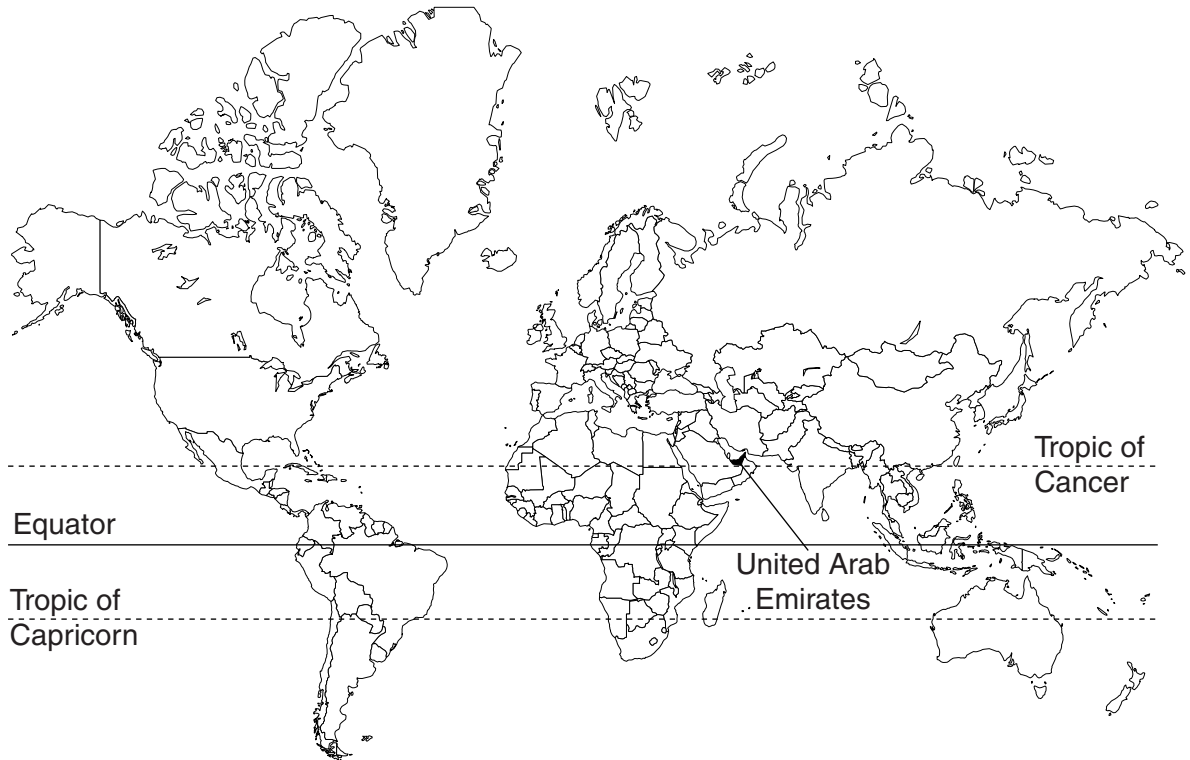 Tropic of
Cancer
Equator
United Arab
Emirates
Tropic of
Capricorn